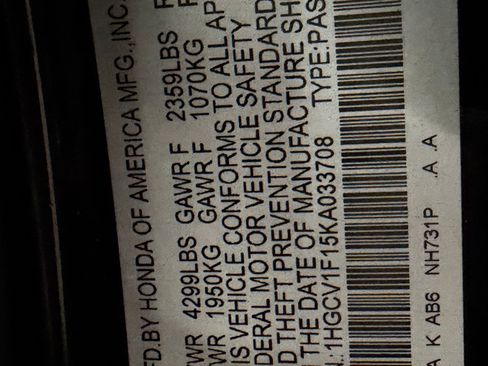 FD.BY HONDA OF AMERICA MFG.,INC.
WR 4299LBS GAWR F 2359LBS
WR 1950KG GAWR F 1070KG
IS VEHICLE CONFORMS TO ALL AP
DERAL MOTOR VEHICLE SAFETY
D THEFT PREVENTION STANDARD
THE DATE OF MANUFACTURE SH
.:1HGCV1F15KA033708 TYPE:PAS
A K AB6 NH731P .A .A